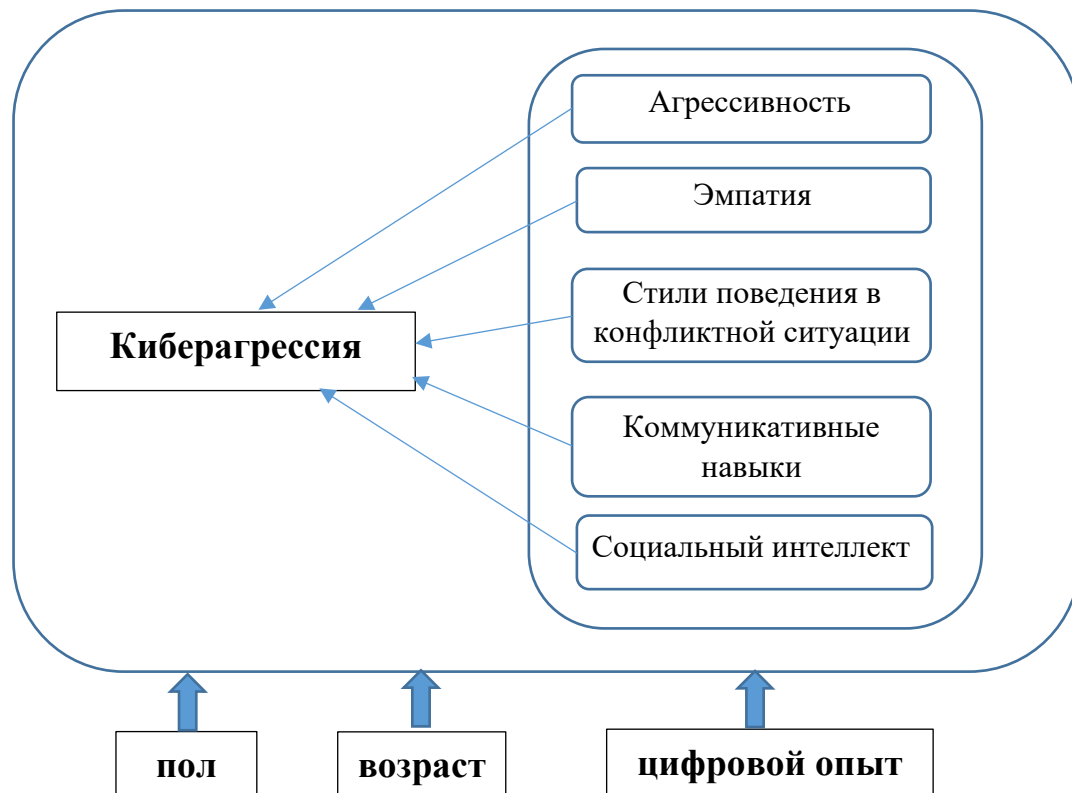 Агрессивность
Эмпатия
Стили поведения в
конфликтной ситуации
Киберагрессия
Коммуникативные
навыки
Социальный интеллект
пол
возраст
цифровой опыт